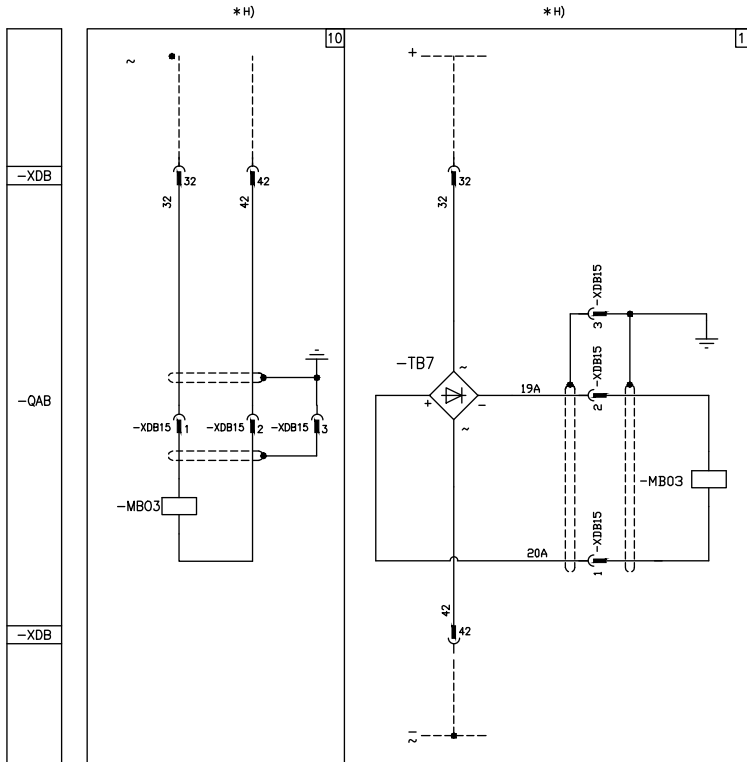 *H)
*H)
10
1
~
+
-XDB
32
42
32
32
42
32
-XDB15
3
-TB7
~
-XDB15
+
-
19A
2
~
-QAB
-XDB15
1
-XDB15
2
-XDB15
3
-MB03
-MB03
-XDB15
20A
1
42
-XDB
42
~